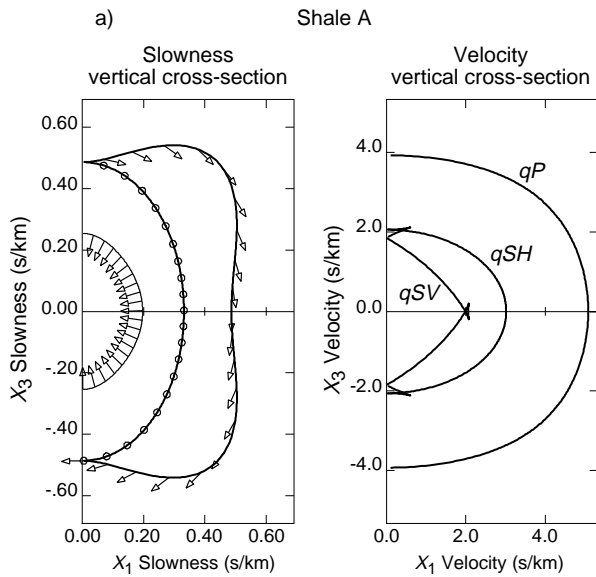 a)
Shale A
Slowness
vertical cross-section
0.60
0.40
0.20
0.00
-.20
-.40
-.60
X3 Slowness (s/km)
0.00 0.20 0.40 0.60
X1 Slowness (s/km)
Velocity
vertical cross-section
4.0
2.0
0.0
-2.0
-4.0
X3 Velocity (s/km)
qP
qSH
qSV
0.00 2.0 4.0
X1 Velocity (s/km)